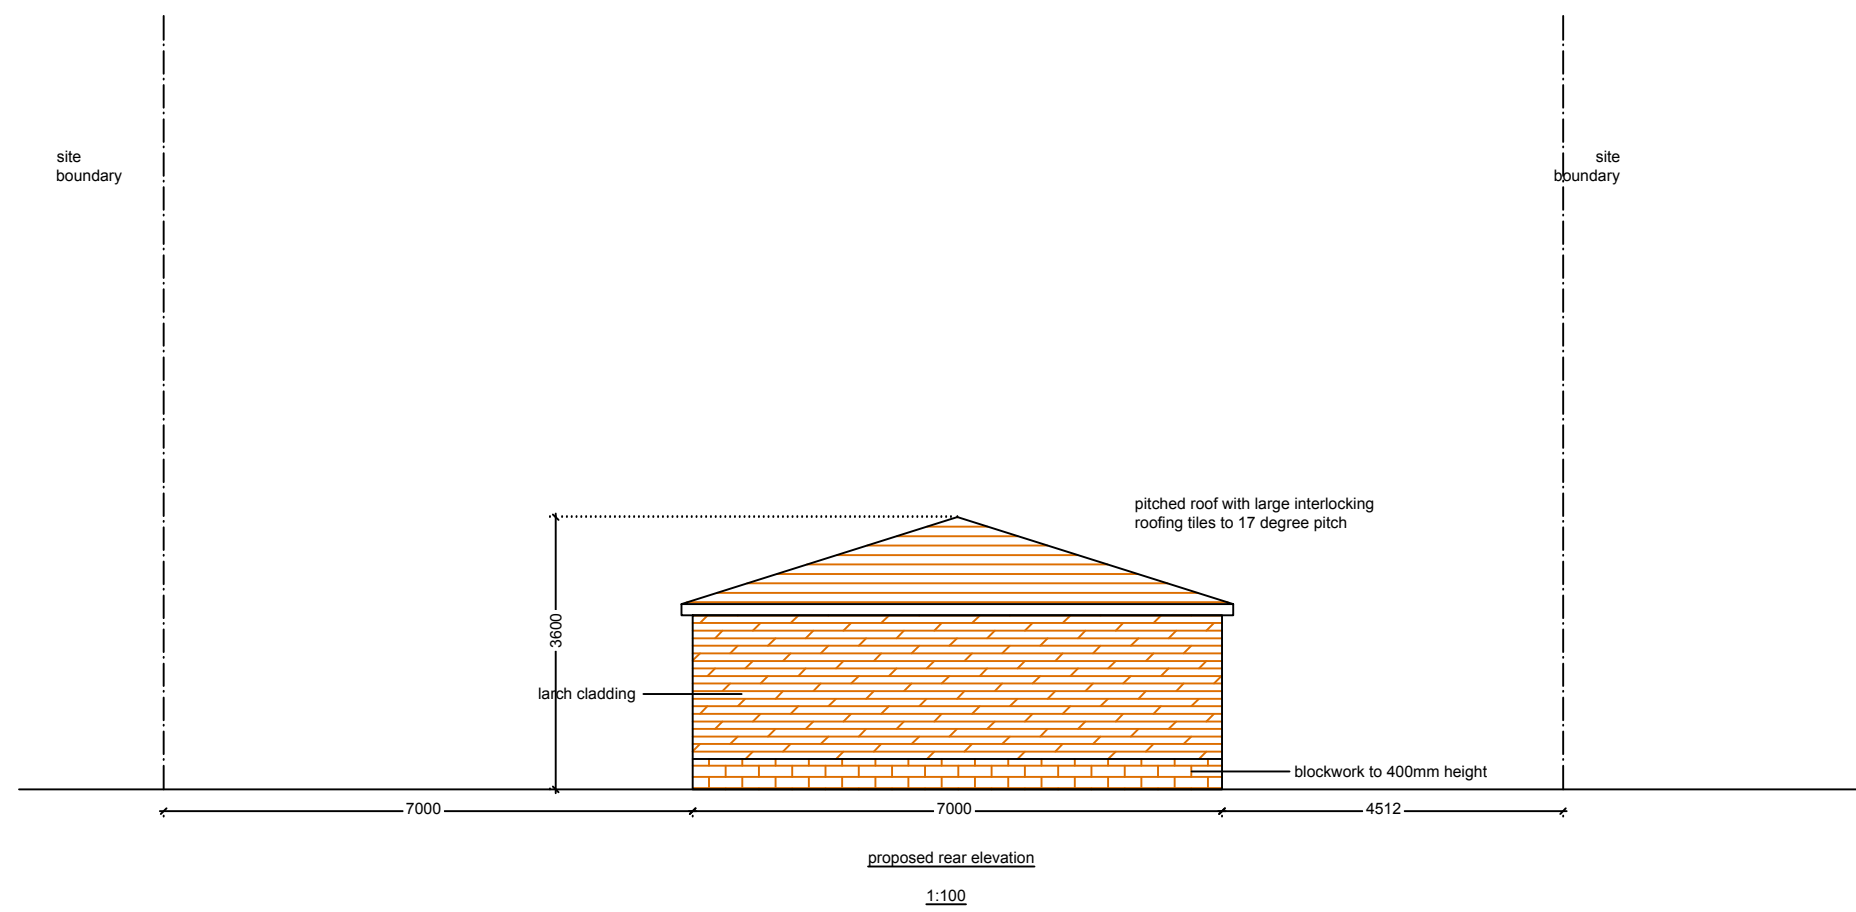 site
boundary
site
boundary
pitched roof with large interlocking
roofing tiles to 17 degree pitch
3600
larch cladding
blockwork to 400mm height
7000
7000
4512
proposed rear elevation
1:100